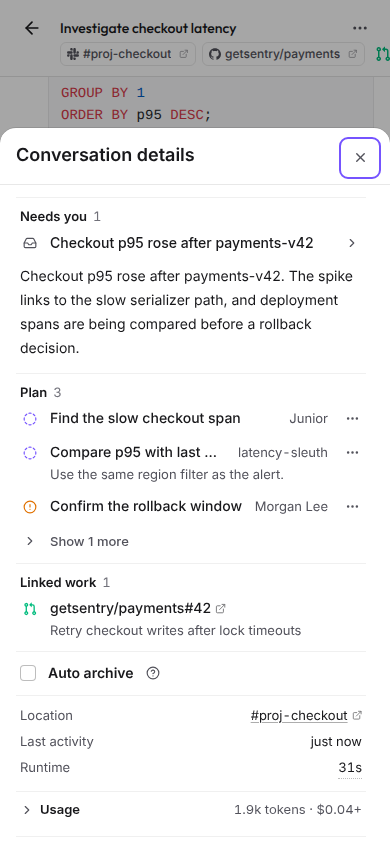 Investigate checkout latency
#proj-checkout
getsentry/payments
GROUP BY 1
ORDER BY p95 DESC;
Conversation details
Needs you 1
Checkout p95 rose after payments-v42
Checkout p95 rose after payments-v42. The spike
links to the slow serializer path, and deployment
spans are being compared before a rollback
decision.
Plan 3
Find the slow checkout span Junior
Compare p95 with last ... latency-sleuth
Use the same region filter as the alert.
Confirm the rollback window Morgan Lee
Show 1 more
Linked work 1
getsentry/payments#42
Retry checkout writes after lock timeouts
Auto archive
Location #proj-checkout
Last activity just now
Runtime 31s
Usage 1.9k tokens · $0.04+